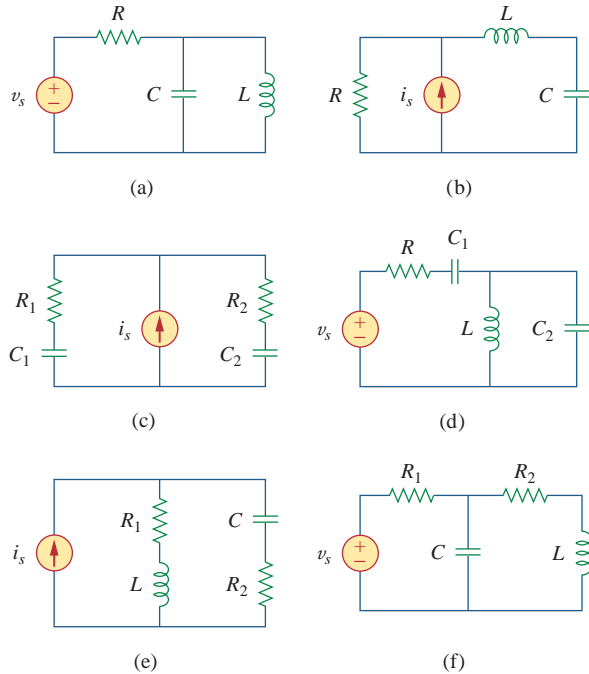 R
v_s
+
−
C
L
(a)
L
R
i_s
C
(b)
R_1
C_1
i_s
R_2
C_2
(c)
R
C_1
v_s
+
−
L
C_2
(d)
i_s
R_1
L
C
R_2
(e)
R_1
R_2
v_s
+
−
C
L
(f)